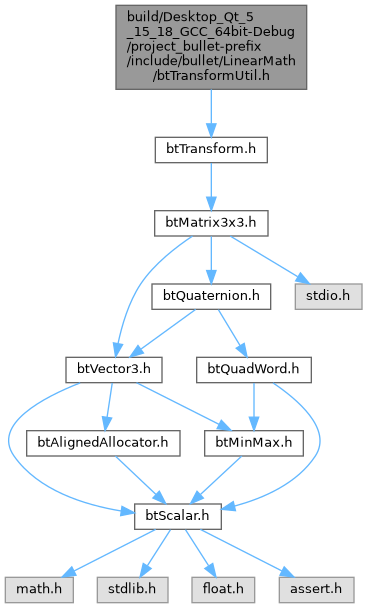 build/Desktop_Qt_5
_15_18_GCC_64bit-Debug
/project_bullet-prefix
/include/bullet/LinearMath
/btTransformUtil.h
btTransform.h
btMatrix3x3.h
btQuaternion.h
stdio.h
btVector3.h
btQuadWord.h
btAlignedAllocator.h
btMinMax.h
btScalar.h
math.h
stdlib.h
float.h
assert.h